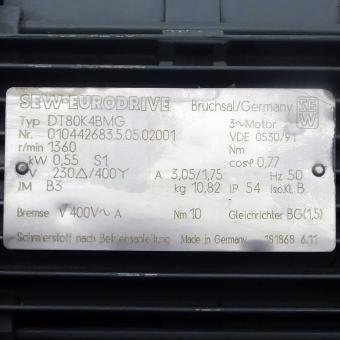 SEW-EURODRIVE Bruchsal/Germany SEW
Typ DT80K4BMG 3~Motor
Nr. 010442683.5.05.02001 VDE 0530/91
r/min 1360 Nm
kW 0,55 S1 cosφ 0,77
V 230△/400Y A 3,05/1,75 Hz 50
IM B3 kg 10,82 IP 54 Iso.Kl. B
Bremse V 400V~ A Nm 10 Gleichrichter BG(1,5)
Schmierstoff nach Betriebsanleitung Made in Germany 181868 6.11